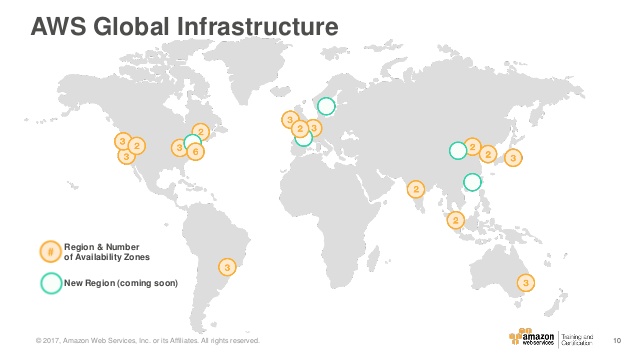 AWS Global Infrastructure
3
2
3
2
3
6
3
2
3
2
2
3
2
2
3
3
# Region & Number
of Availability Zones
New Region (coming soon)
© 2017, Amazon Web Services, Inc. or its Affiliates. All rights reserved.
amazon
web services
Training and
Certification
10